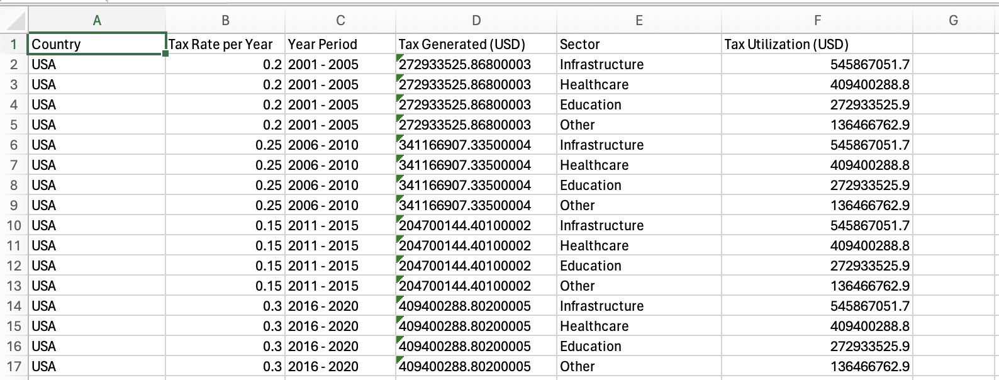 A B C D E F G
1 Country Tax Rate per Year Year Period Tax Generated (USD) Sector Tax Utilization (USD)
2 USA 0.2 2001 - 2005 272933525.86800003 Infrastructure 545867051.7
3 USA 0.2 2001 - 2005 272933525.86800003 Healthcare 409400288.8
4 USA 0.2 2001 - 2005 272933525.86800003 Education 272933525.9
5 USA 0.2 2001 - 2005 272933525.86800003 Other 136466762.9
6 USA 0.25 2006 - 2010 341166907.33500004 Infrastructure 545867051.7
7 USA 0.25 2006 - 2010 341166907.33500004 Healthcare 409400288.8
8 USA 0.25 2006 - 2010 341166907.33500004 Education 272933525.9
9 USA 0.25 2006 - 2010 341166907.33500004 Other 136466762.9
10 USA 0.15 2011 - 2015 204700144.40100002 Infrastructure 545867051.7
11 USA 0.15 2011 - 2015 204700144.40100002 Healthcare 409400288.8
12 USA 0.15 2011 - 2015 204700144.40100002 Education 272933525.9
13 USA 0.15 2011 - 2015 204700144.40100002 Other 136466762.9
14 USA 0.3 2016 - 2020 409400288.80200005 Infrastructure 545867051.7
15 USA 0.3 2016 - 2020 409400288.80200005 Healthcare 409400288.8
16 USA 0.3 2016 - 2020 409400288.80200005 Education 272933525.9
17 USA 0.3 2016 - 2020 409400288.80200005 Other 136466762.9